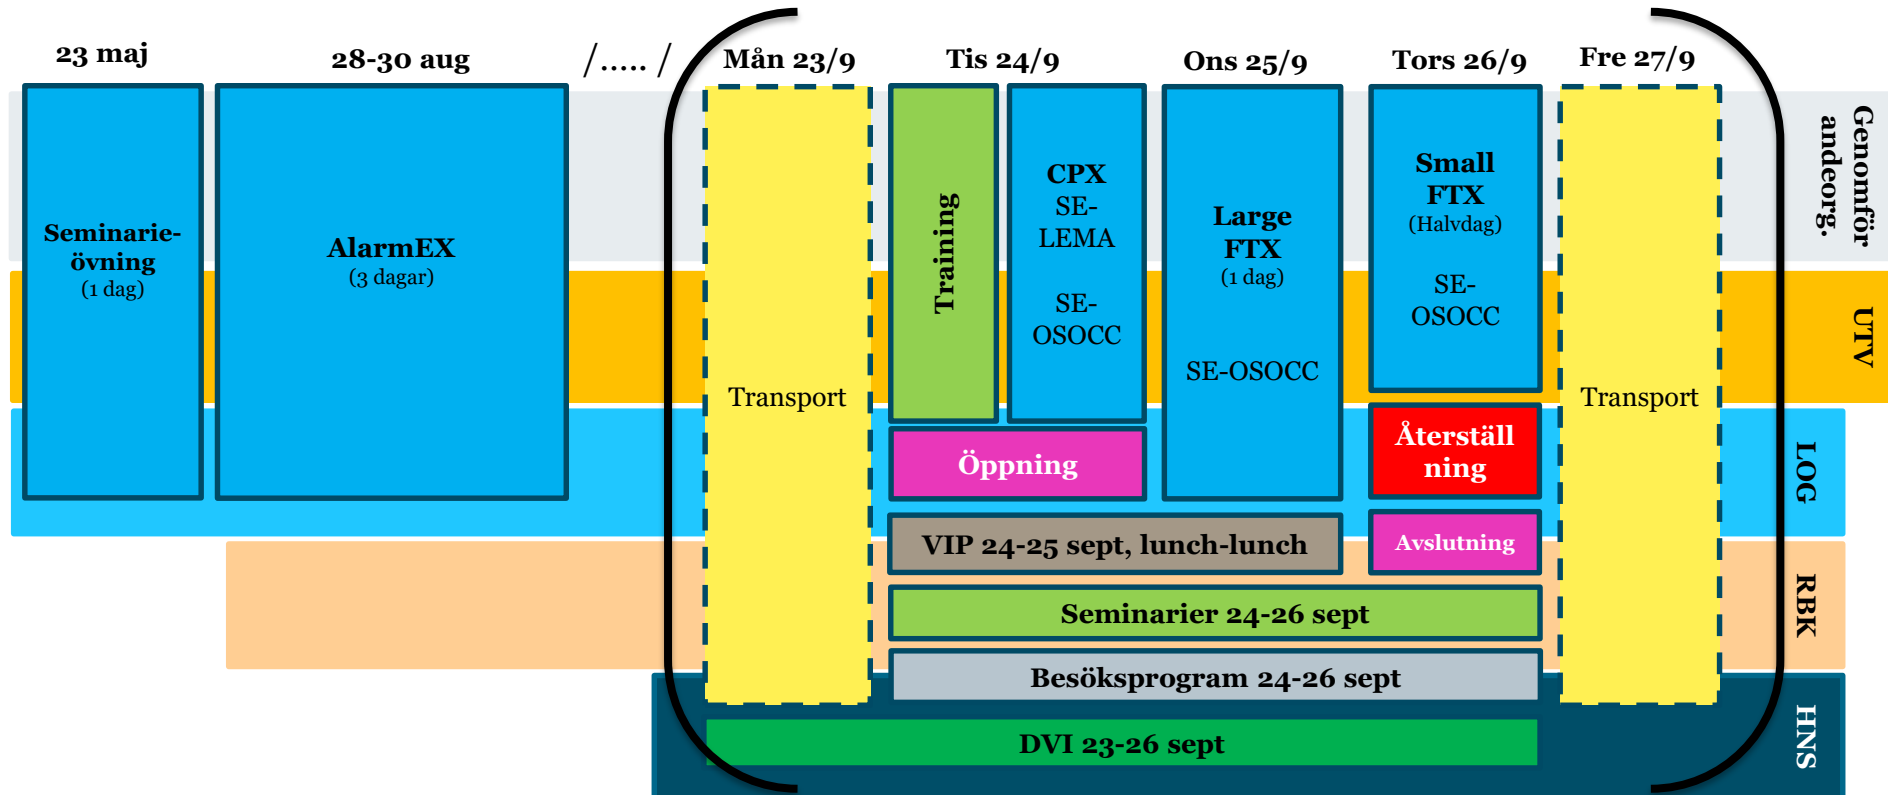 23 maj
28-30 aug
/..... /
Mån 23/9
Tis 24/9
Ons 25/9
Tors 26/9
Fre 27/9
Seminarie-
övning
(1 dag)
AlarmEX
(3 dagar)
Transport
Training
CPX
SE-
LEMA
SE-
OSOCC
Large
FTX
(1 dag)
SE-OSOCC
Small
FTX
(Halvdag)
SE-
OSOCC
Transport
Öppning
Återställ
ning
VIP 24-25 sept, lunch-lunch
Avslutning
Seminarier 24-26 sept
Besöksprogram 24-26 sept
DVI 23-26 sept
Genomför
andeorg.
UTV
LOG
RBK
HNS